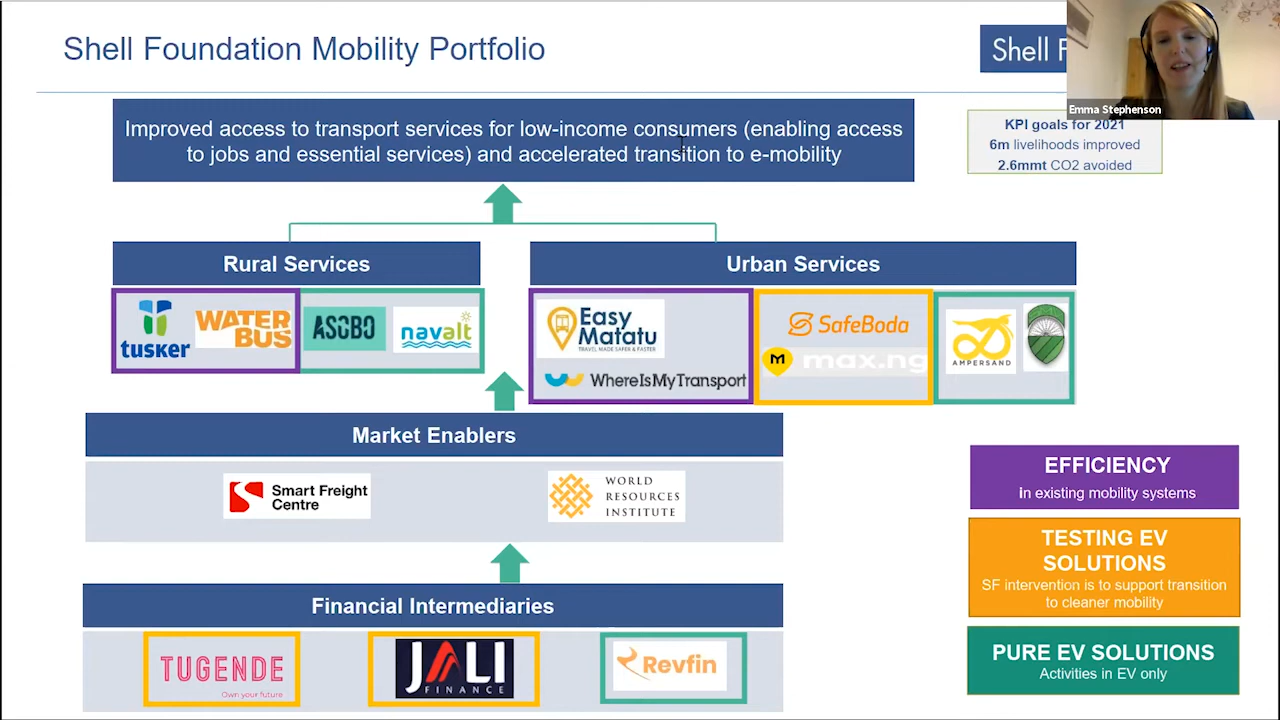 Shell Foundation Mobility Portfolio
Shell F
Emma Stephenson
Improved access to transport services for low-income consumers (enabling access
to jobs and essential services) and accelerated transition to e-mobility
KPI goals for 2021
6m livelihoods improved
2.6mmt CO2 avoided
Rural Services
Urban Services
tusker
WATER
BUS
ASOBO
navalt
Easy
Matatu
TRAVEL MADE SAFER & FASTER
WhereIsMyTransport
SafeBoda
M
max.ng
AMPERSAND
Market Enablers
Smart Freight
Centre
WORLD
RESOURCES
INSTITUTE
EFFICIENCY
In existing mobility systems
TESTING EV
SOLUTIONS
SF intervention is to support transition
to cleaner mobility
PURE EV SOLUTIONS
Activities in EV only
Financial Intermediaries
TUGENDE
Own your future
JALI
FINANCE
Revfin